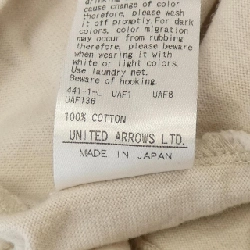 cause change of color
therefore, please wash
it off promptly. For dark
colors, color migration
may occur from rubbing
therefore, please beware
when wearing it with
white or light colors.
Use laundry net.
Beware of hooking.
UAF1 UAF8
UAF136
100% COTTON
UNITED ARROWS LTD.
MADE IN JAPAN